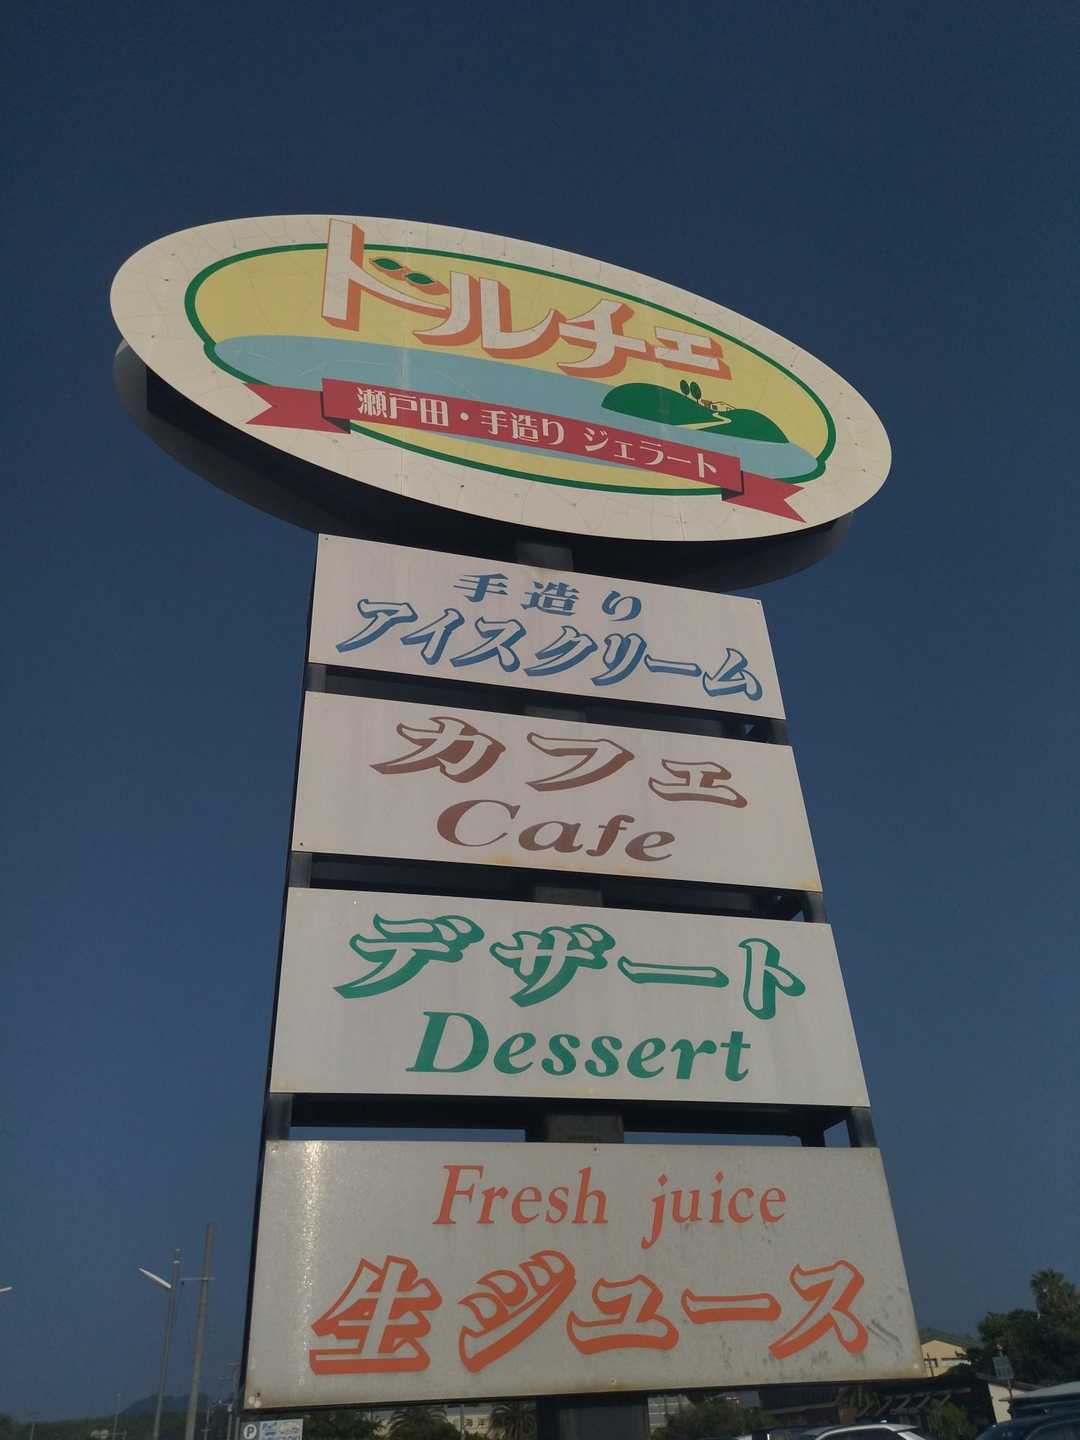 ドルチェ
瀬戸田・手造り ジェラート
手造り
アイスクリーム
カフェ
Cafe
デザート
Dessert
Fresh juice
生ジュース
P